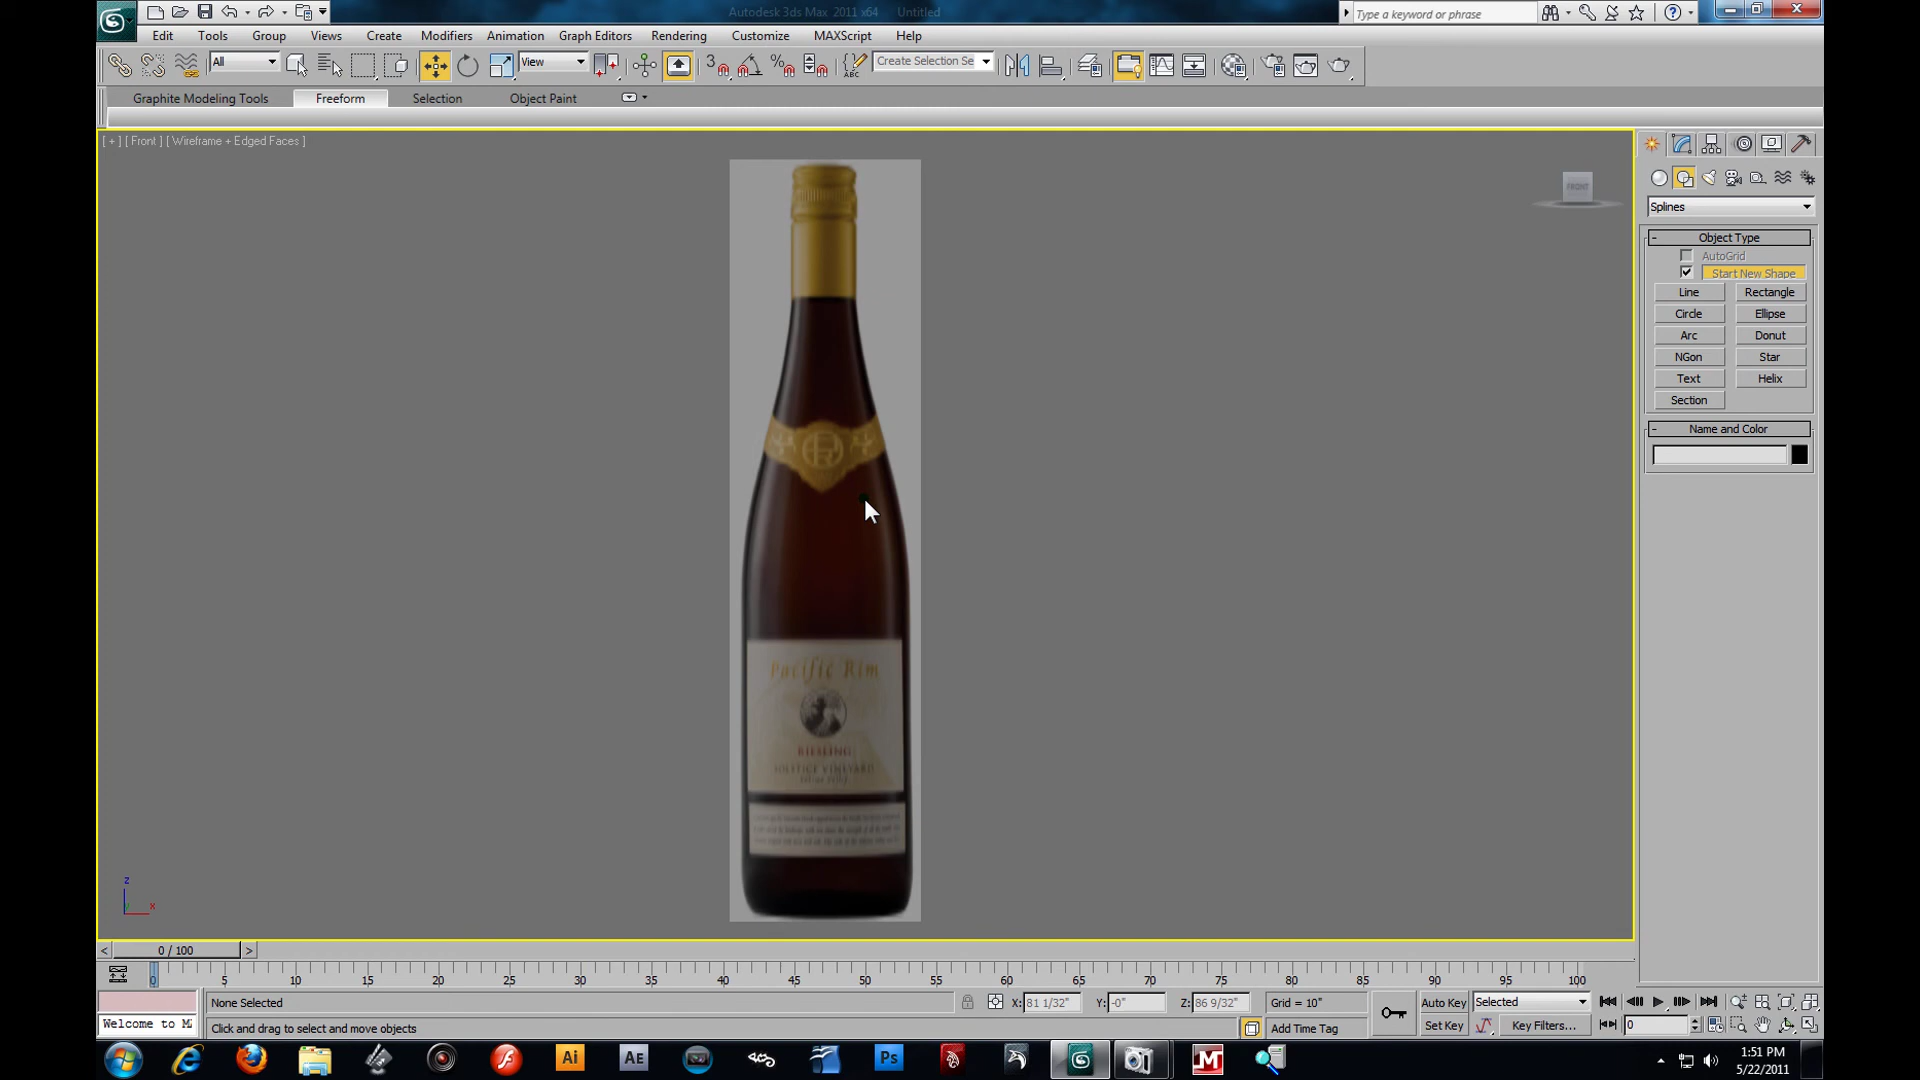 Autodesk 3ds Max 2011 x64 Untitled
Type a keyword or phrase
Edit Tools Group Views Create Modifiers Animation Graph Editors Rendering Customize MAXScript Help
All View 3 % ABC Create Selection Se
Graphite Modeling Tools Freeform Selection Object Paint
[ + ] [ Front ] [ Wireframe + Edged Faces ]
FRONT
Splines
- Object Type
AutoGrid
Start New Shape
Line Rectangle
Circle Ellipse
Arc Donut
NGon Star
Text Helix
Section
- Name and Color
Pacific Rim
RIESLING
SOLSTICE VINEYARD
z
x
< 0 / 100 >
0 5 10 15 20 25 30 35 40 45 50 55 60 65 70 75 80 85 90 95 100
None Selected X: 81 1/32" Y: -0" Z: 86 9/32" Grid = 10" Auto Key Selected
Welcome to M Click and drag to select and move objects Add Time Tag Set Key Key Filters... 0
Ai AE Ps M
1:51 PM
5/22/2011